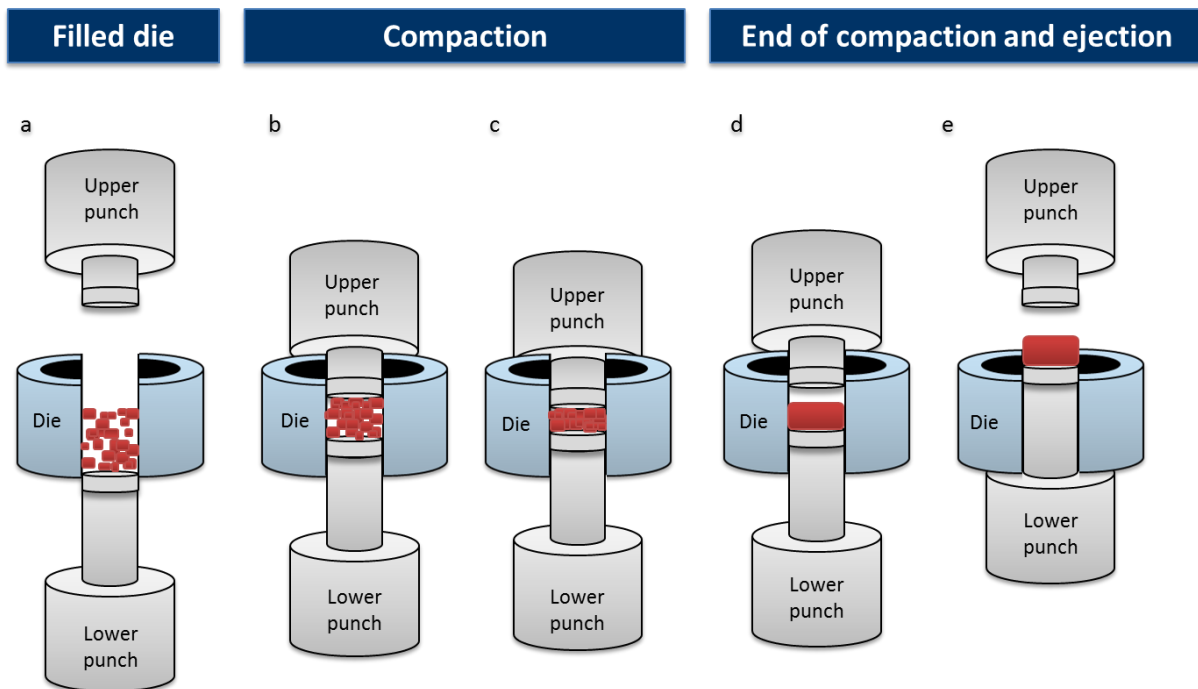 Filled die
Compaction
End of compaction and ejection
a
b
c
d
e
Upper
punch
Upper
punch
Upper
punch
Upper
punch
Upper
punch
Die
Die
Die
Die
Die
Lower
punch
Lower
punch
Lower
punch
Lower
punch
Lower
punch